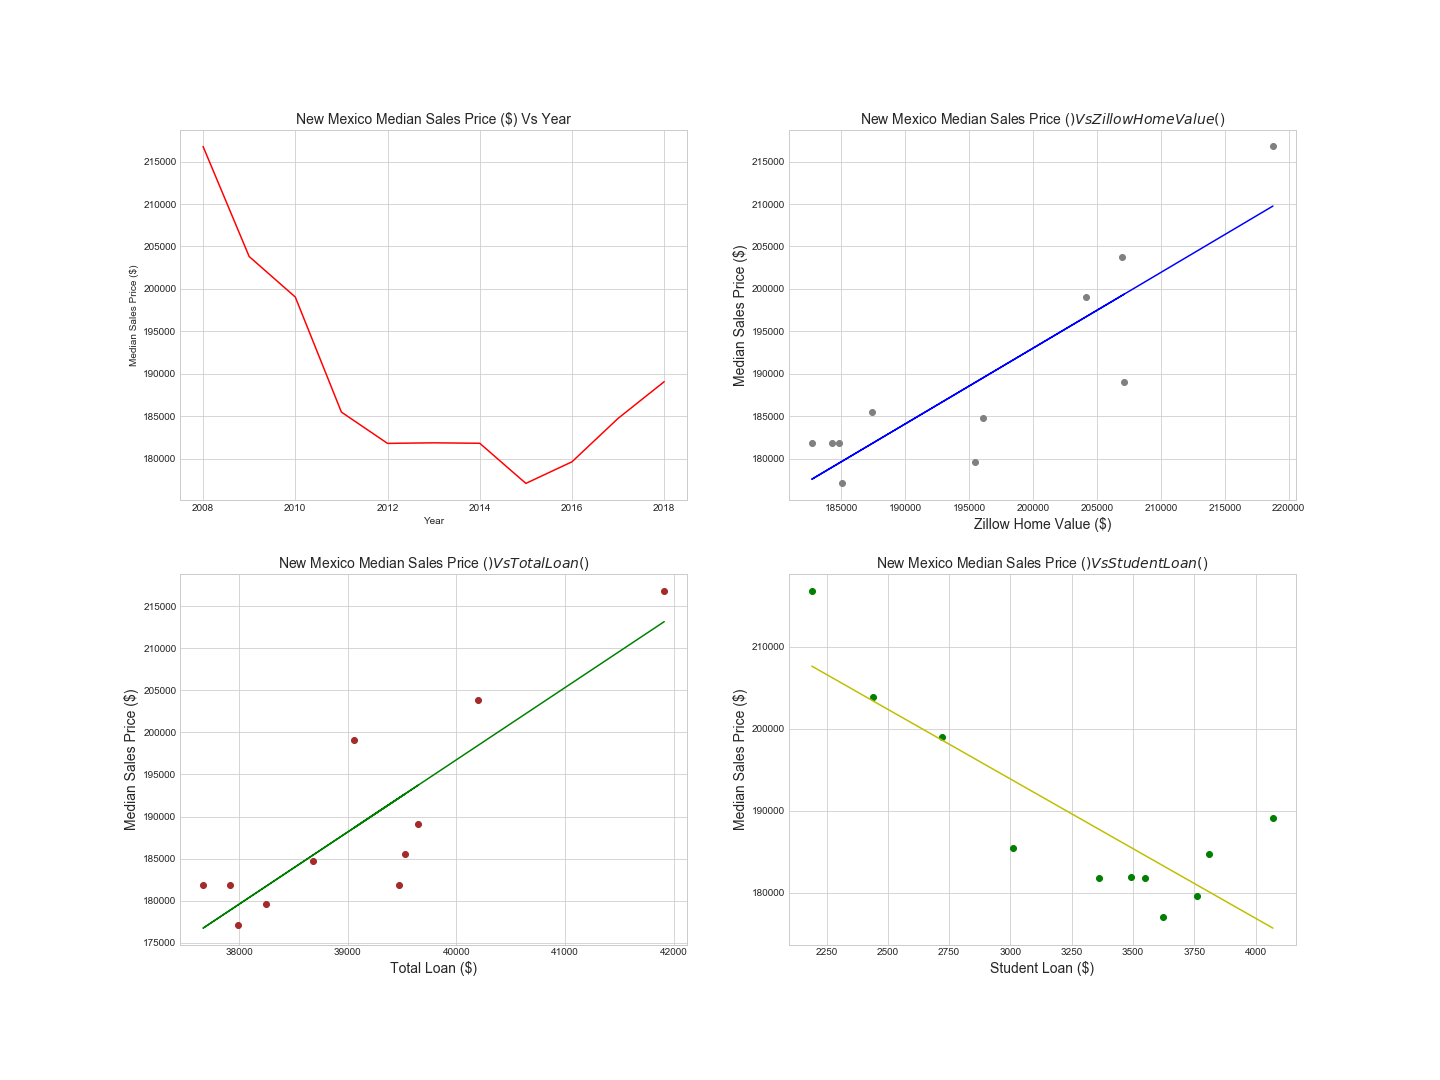 New Mexico Median Sales Price ($) Vs Year
215000
210000
205000
200000
195000
190000
185000
180000
Median Sales Price ($)
2008 2010 2012 2014 2016 2018
Year
New Mexico Median Sales Price ()VsZillowHomeValue()
215000
210000
205000
200000
195000
190000
185000
180000
Median Sales Price ($)
185000 190000 195000 200000 205000 210000 215000 220000
Zillow Home Value ($)
New Mexico Median Sales Price ()VsTotalLoan()
215000
210000
205000
200000
195000
190000
185000
180000
175000
Median Sales Price ($)
38000 39000 40000 41000 42000
Total Loan ($)
New Mexico Median Sales Price ()VsStudentLoan()
210000
200000
190000
180000
Median Sales Price ($)
2250 2500 2750 3000 3250 3500 3750 4000
Student Loan ($)